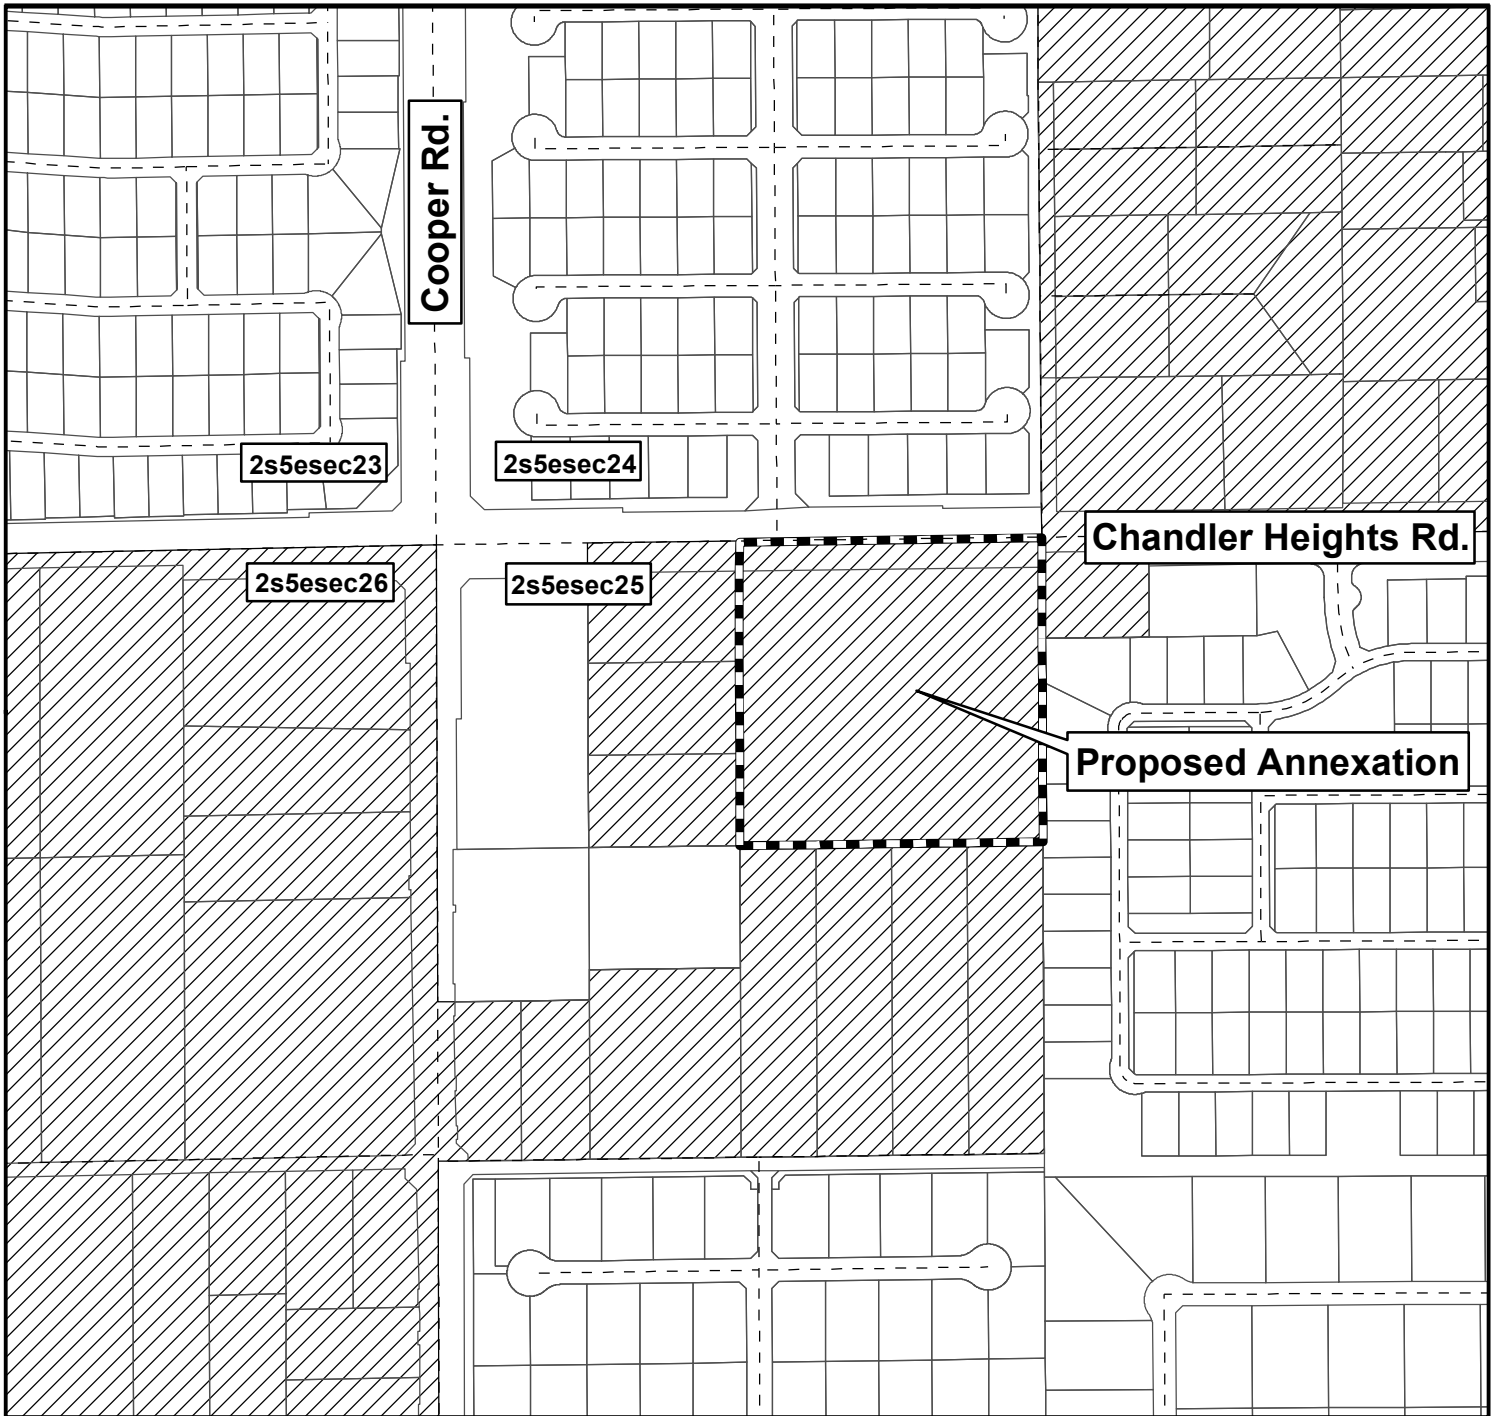 Cooper Rd.
2s5esec23
2s5esec24
Chandler Heights Rd.
2s5esec26
2s5esec25
Proposed Annexation